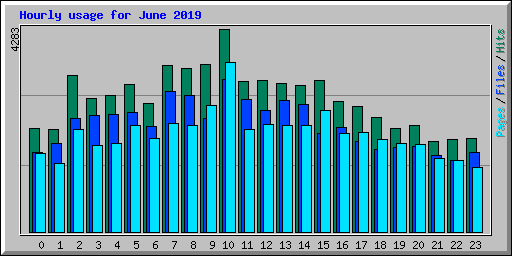 Hourly usage for June 2019
4283
Pages/Files/Hits
0 1 2 3 4 5 6 7 8 9 10 11 12 13 14 15 16 17 18 19 20 21 22 23